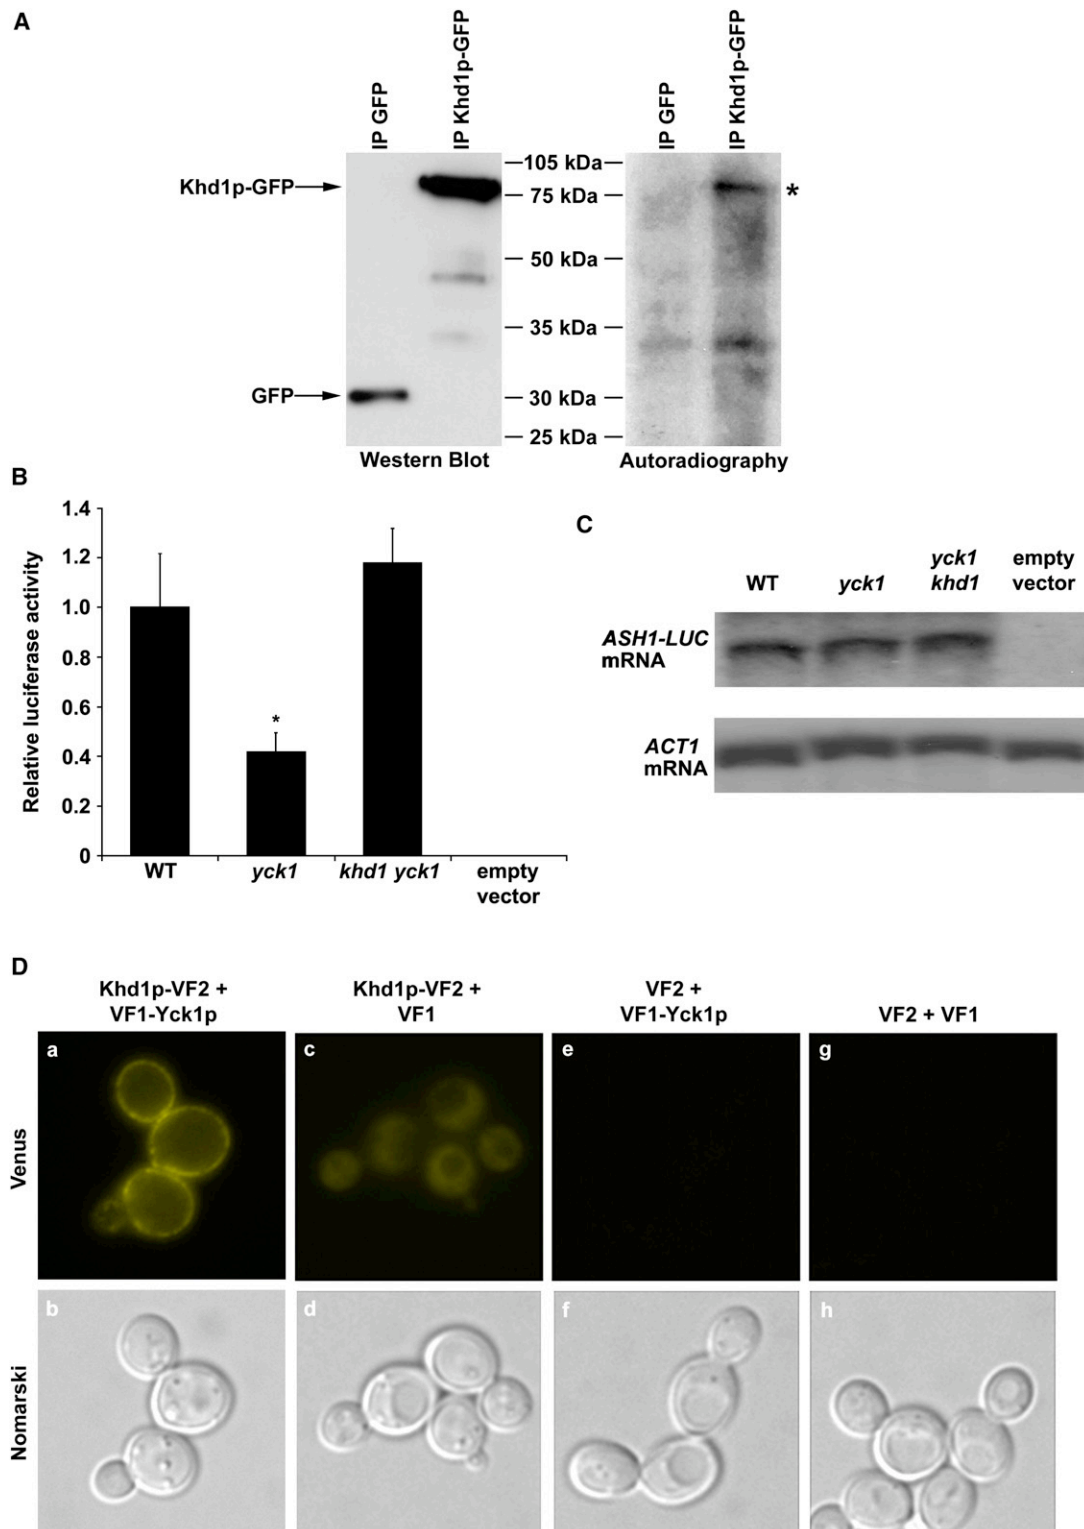 A
IP GFP
IP Khd1p-GFP
IP GFP
IP Khd1p-GFP
Khd1p-GFP
GFP
105 kDa
75 kDa
50 kDa
35 kDa
30 kDa
25 kDa
*
Western Blot
Autoradiography
B
Relative luciferase activity
1.4
1.2
1.0
0.8
0.6
0.4
0.2
0
*
WT
yck1
khd1 yck1
empty
vector
C
WT
yck1
yck1
khd1
empty
vector
ASH1-LUC
mRNA
ACT1
mRNA
D
Khd1p-VF2 +
VF1-Yck1p
Khd1p-VF2 +
VF1
VF2 +
VF1-Yck1p
VF2 + VF1
Venus
a
c
e
g
Nomarski
b
d
f
h